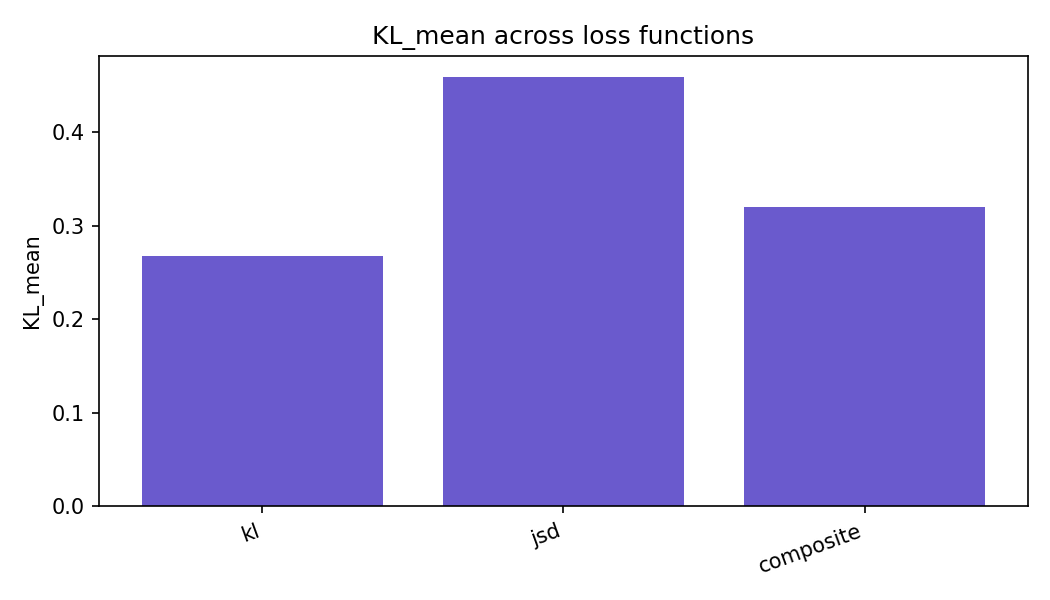 KL_mean across loss functions
KL_mean
0.4
0.3
0.2
0.1
0.0
kl
jsd
composite